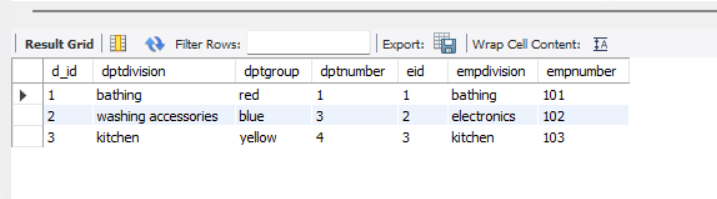 Result Grid Filter Rows: Export: Wrap Cell Content: IA
d_id dptdivision dptgroup dptnumber eid empdivision empnumber
1 bathing red 1 1 bathing 101
2 washing accessories blue 3 2 electronics 102
3 kitchen yellow 4 3 kitchen 103